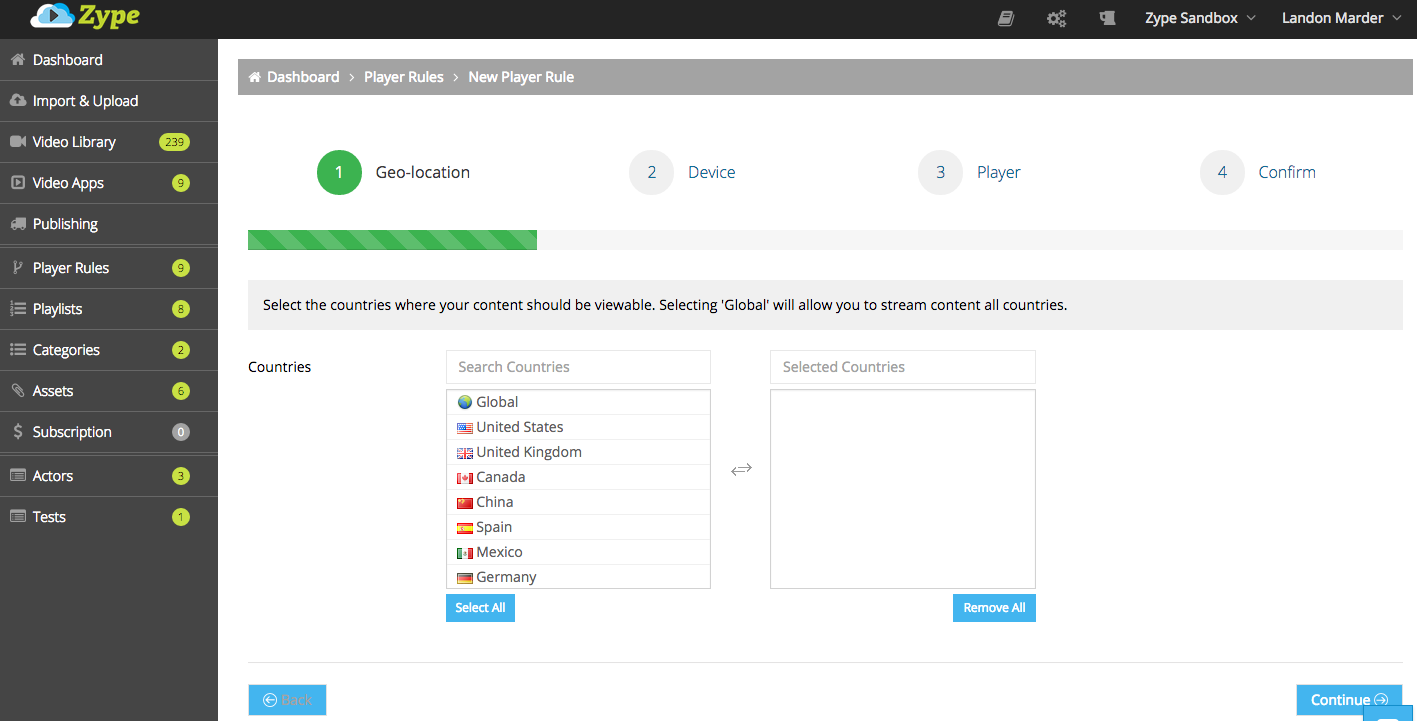 Zype
Zype Sandbox
Landon Marder
Dashboard
Import & Upload
Video Library 239
Video Apps 9
Publishing
Player Rules 9
Playlists 8
Categories 2
Assets 6
Subscription 0
Actors 3
Tests 1
Dashboard > Player Rules > New Player Rule
1 Geo-location
2 Device
3 Player
4 Confirm
Select the countries where your content should be viewable. Selecting 'Global' will allow you to stream content all countries.
Countries
Search Countries
Global
United States
United Kingdom
Canada
China
Spain
Mexico
Germany
Select All
Selected Countries
Remove All
Back
Continue